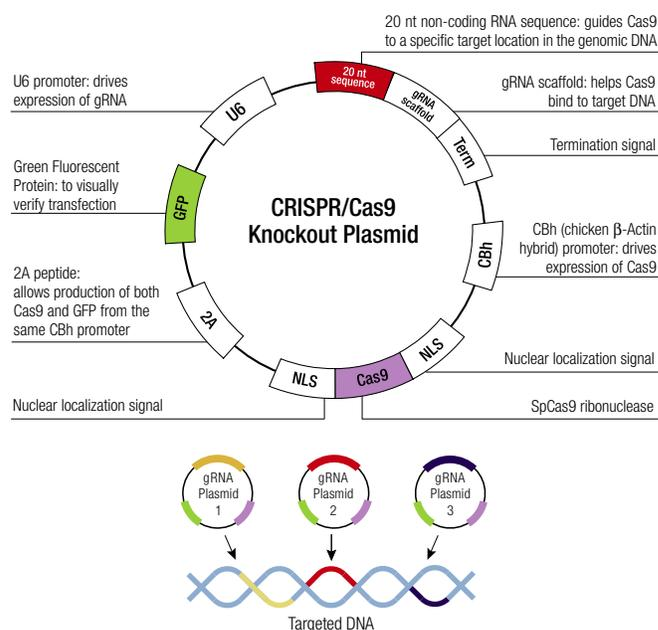 20 nt non-coding RNA sequence: guides Cas9
to a specific target location in the genomic DNA
U6 promoter: drives
expression of gRNA
gRNA scaffold: helps Cas9
bind to target DNA
Termination signal
Green Fluorescent
Protein: to visually
verify transfection
CBh (chicken β-Actin
hybrid) promoter: drives
expression of Cas9
2A peptide:
allows production of both
Cas9 and GFP from the
same CBh promoter
Nuclear localization signal
Nuclear localization signal
SpCas9 ribonuclease
20 nt
sequence
gRNA
scaffold
Term
CBh
NLS
Cas9
NLS
2A
GFP
U6
CRISPR/Cas9
Knockout Plasmid
gRNA
Plasmid
1
gRNA
Plasmid
2
gRNA
Plasmid
3
Targeted DNA